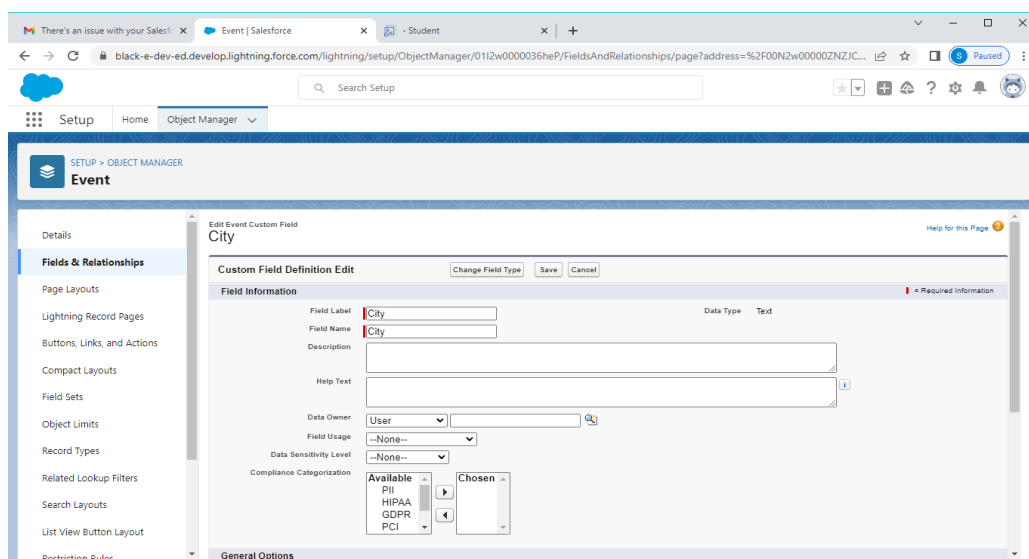 There's an issue with your Salesfo
Event | Salesforce
- Student
black-e-dev-ed.develop.lightning.force.com/lightning/setup/ObjectManager/01I2w0000036heP/FieldsAndRelationships/page?address=%2F00N2w00000ZNZJC...
S Paused
Search Setup
Setup Home Object Manager
SETUP > OBJECT MANAGER
Event
Details
Fields & Relationships
Page Layouts
Lightning Record Pages
Buttons, Links, and Actions
Compact Layouts
Field Sets
Object Limits
Record Types
Related Lookup Filters
Search Layouts
List View Button Layout
Restriction Rules
Edit Event Custom Field
City
Help for this Page
Custom Field Definition Edit Change Field Type Save Cancel
Field Information = Required Information
Field Label City Data Type Text
Field Name City
Description
Help Text
Data Owner User
Field Usage --None--
Data Sensitivity Level --None--
Compliance Categorization Available Chosen
PII
HIPAA
GDPR
PCI
General Options